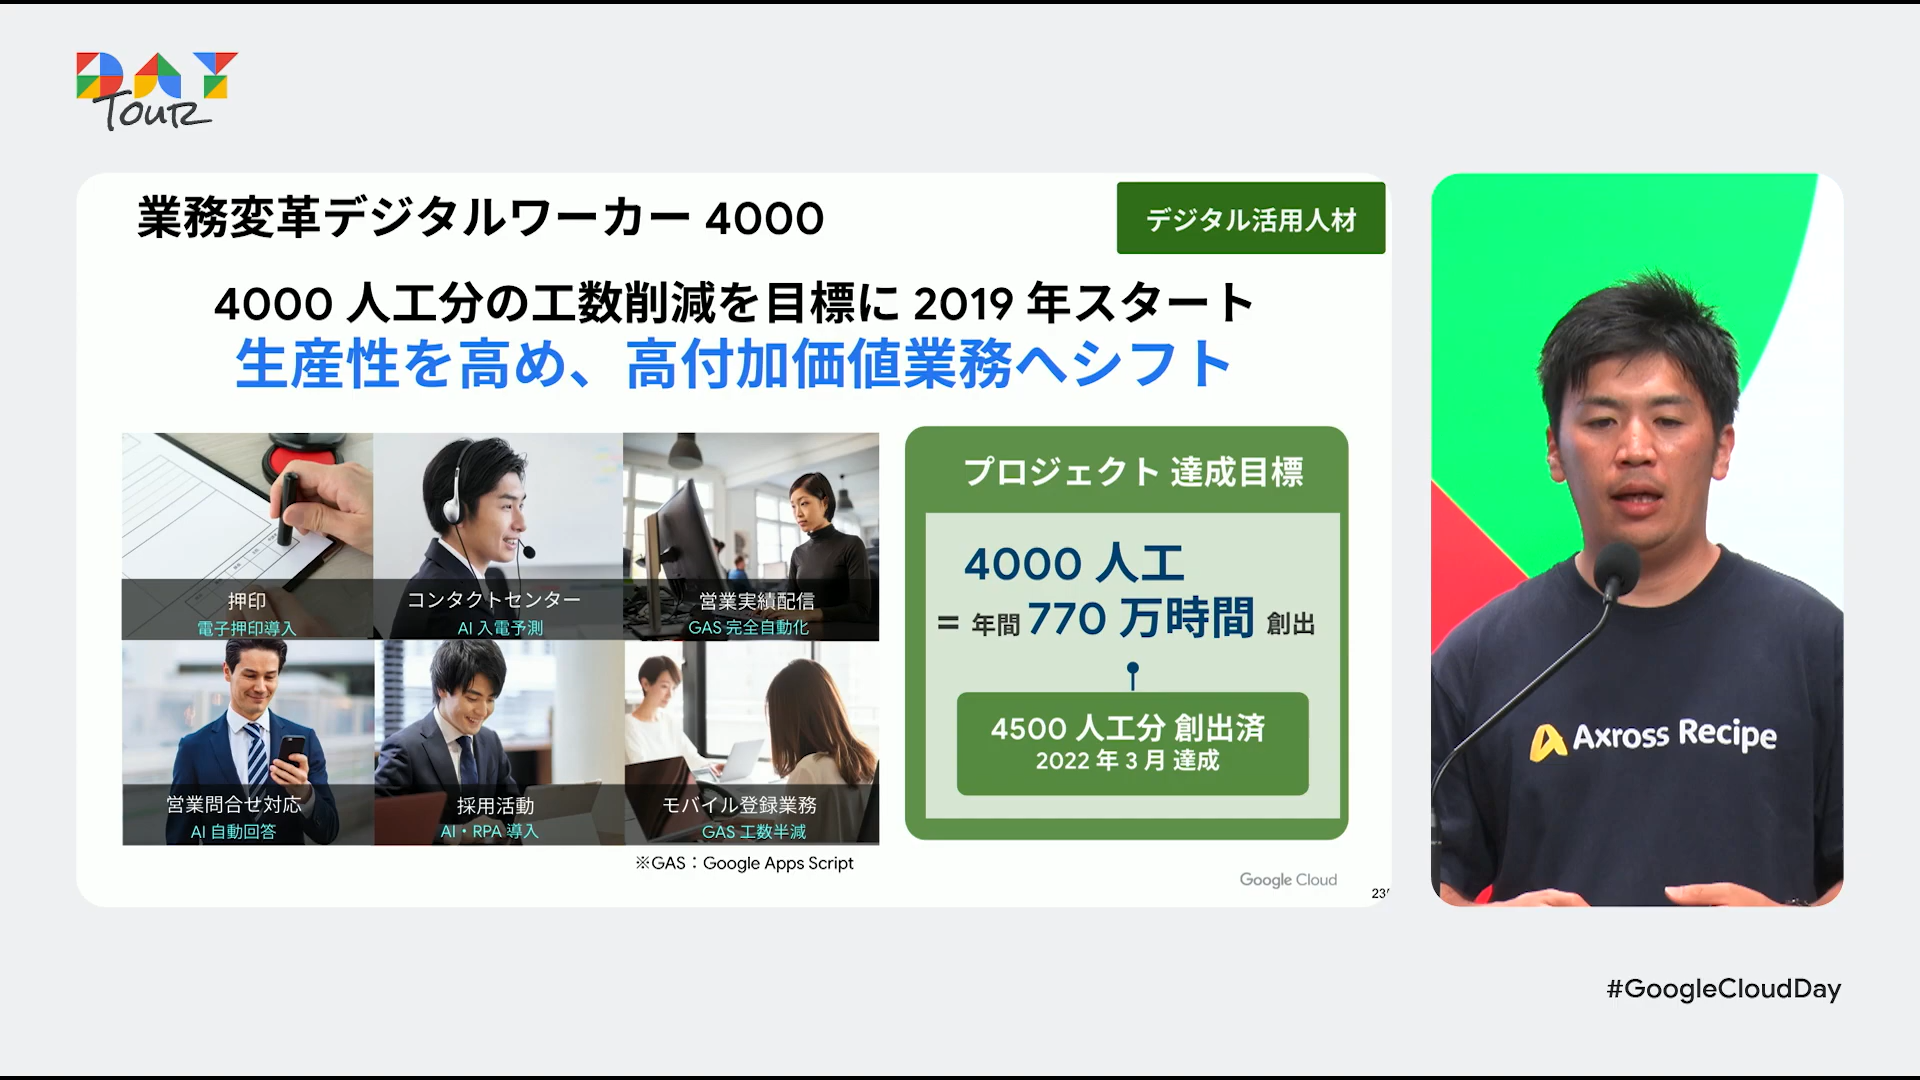 DAY
Tour
業務変革デジタルワーカー 4000
デジタル活用人材
4000 人工分の工数削減を目標に 2019 年スタート
生産性を高め、高付加価値業務へシフト
押印
電子押印導入
コンタクトセンター
AI 入電予測
営業実績配信
GAS 完全自動化
営業問合せ対応
AI 自動回答
採用活動
AI・RPA 導入
モバイル登録業務
GAS 工数半減
※GAS：Google Apps Script
プロジェクト 達成目標
4000 人工
= 年間 770 万時間 創出
4500 人工分 創出済
2022 年 3 月 達成
Google Cloud
23
Axross Recipe
#GoogleCloudDay